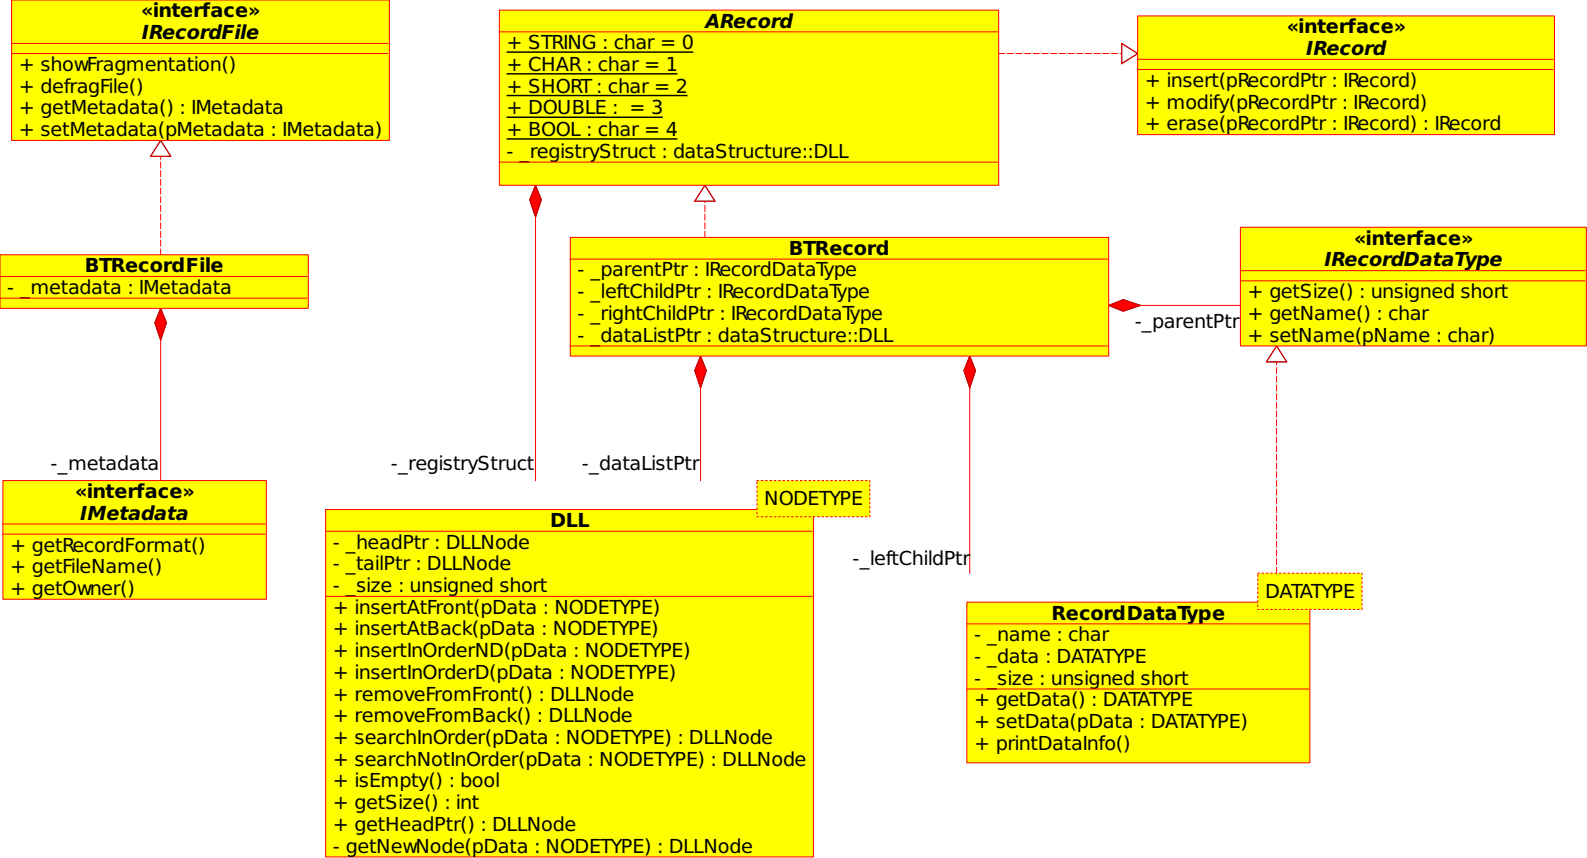 «interface»
IRecordFile
+ showFragmentation()
+ defragFile()
+ getMetadata() : IMetadata
+ setMetadata(pMetadata : IMetadata)
ARecord
+ STRING : char = 0
+ CHAR : char = 1
+ SHORT : char = 2
+ DOUBLE :  = 3
+ BOOL : char = 4
- _registryStruct : dataStructure::DLL
«interface»
IRecord
+ insert(pRecordPtr : IRecord)
+ modify(pRecordPtr : IRecord)
+ erase(pRecordPtr : IRecord) : IRecord
BTRecordFile
- _metadata : IMetadata
BTRecord
- _parentPtr : IRecordDataType
- _leftChildPtr : IRecordDataType
- _rightChildPtr : IRecordDataType
- _dataListPtr : dataStructure::DLL
-_parentPtr
«interface»
IRecordDataType
+ getSize() : unsigned short
+ getName() : char
+ setName(pName : char)
-_metadata
-_registryStruct
-_dataListPtr
-_leftChildPtr
«interface»
IMetadata
+ getRecordFormat()
+ getFileName()
+ getOwner()
NODETYPE
DLL
- _headPtr : DLLNode
- _tailPtr : DLLNode
- _size : unsigned short
+ insertAtFront(pData : NODETYPE)
+ insertAtBack(pData : NODETYPE)
+ insertInOrderND(pData : NODETYPE)
+ insertInOrderD(pData : NODETYPE)
+ removeFromFront() : DLLNode
+ removeFromBack() : DLLNode
+ searchInOrder(pData : NODETYPE) : DLLNode
+ searchNotInOrder(pData : NODETYPE) : DLLNode
+ isEmpty() : bool
+ getSize() : int
+ getHeadPtr() : DLLNode
- getNewNode(pData : NODETYPE) : DLLNode
DATATYPE
RecordDataType
- _name : char
- _data : DATATYPE
- _size : unsigned short
+ getData() : DATATYPE
+ setData(pData : DATATYPE)
+ printDataInfo()